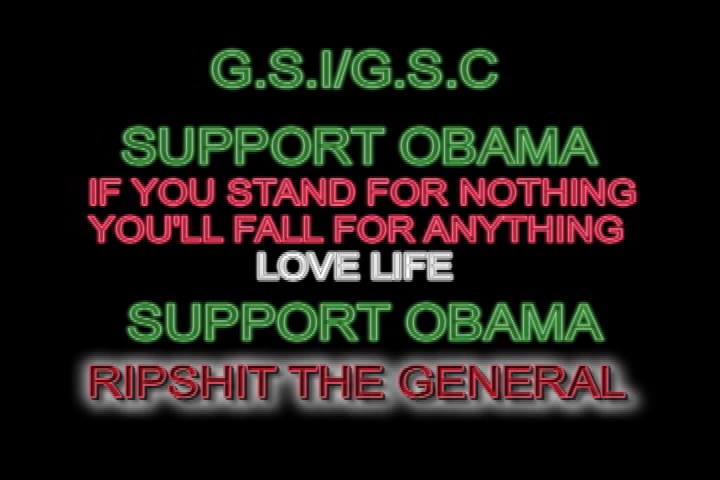 G.S.I/G.S.C
SUPPORT OBAMA
IF YOU STAND FOR NOTHING
YOU'LL FALL FOR ANYTHING
LOVE LIFE
SUPPORT OBAMA
RIPSHIT THE GENERAL